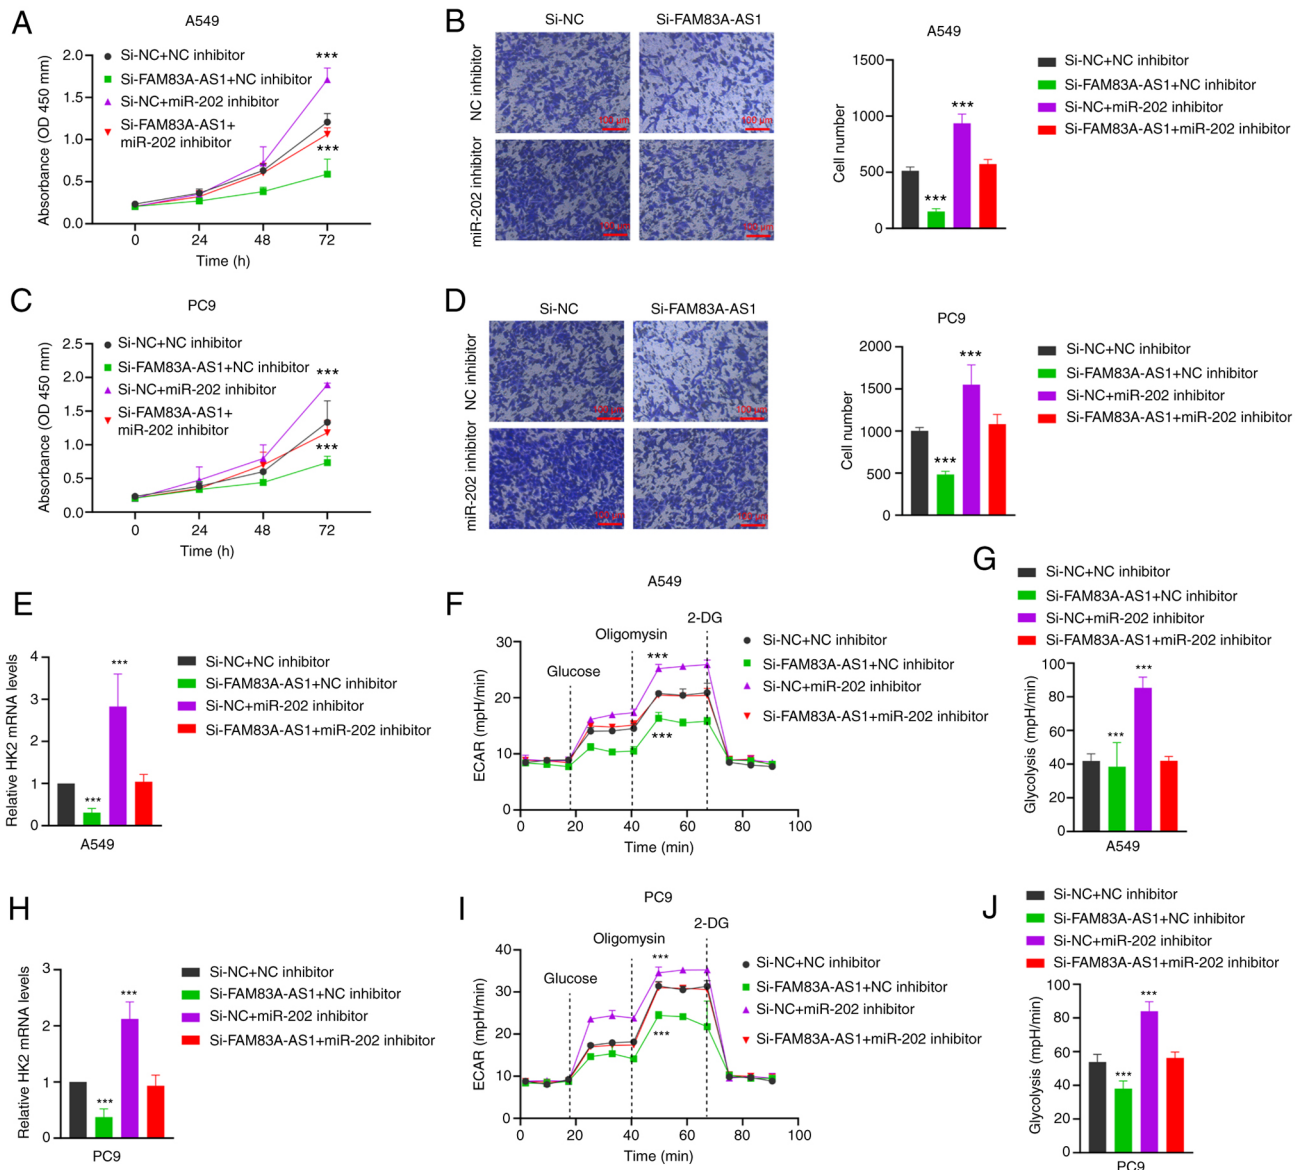 A
A549
Absorbance (OD 450 mm)
2.0
1.5
1.0
0.5
0.0
Si-NC+NC inhibitor
Si-FAM83A-AS1+NC inhibitor
Si-NC+miR-202 inhibitor
Si-FAM83A-AS1+
miR-202 inhibitor
***
***
0 24 48 72
Time (h)
B
Si-NC Si-FAM83A-AS1
NC inhibitor
miR-202 inhibitor
100 µm 100 µm
100 µm 100 µm
A549
Cell number
1500
1000
500
0
***
***
Si-NC+NC inhibitor
Si-FAM83A-AS1+NC inhibitor
Si-NC+miR-202 inhibitor
Si-FAM83A-AS1+miR-202 inhibitor
C
PC9
Absorbance (OD 450 mm)
2.5
2.0
1.5
1.0
0.5
0.0
Si-NC+NC inhibitor
Si-FAM83A-AS1+NC inhibitor
Si-NC+miR-202 inhibitor
Si-FAM83A-AS1+
miR-202 inhibitor
***
***
0 24 48 72
Time (h)
D
Si-NC Si-FAM83A-AS1
NC inhibitor
miR-202 inhibitor
100 µm 100 µm
100 µm 100 µm
PC9
Cell number
2000
1500
1000
500
0
***
***
Si-NC+NC inhibitor
Si-FAM83A-AS1+NC inhibitor
Si-NC+miR-202 inhibitor
Si-FAM83A-AS1+miR-202 inhibitor
E
Relative HK2 mRNA levels
4
3
2
1
0
***
***
A549
Si-NC+NC inhibitor
Si-FAM83A-AS1+NC inhibitor
Si-NC+miR-202 inhibitor
Si-FAM83A-AS1+miR-202 inhibitor
F
A549
ECAR (mpH/min)
30
20
10
0
Glucose
Oligomysin
2-DG
***
***
0 20 40 60 80 100
Time (min)
Si-NC+NC inhibitor
Si-FAM83A-AS1+NC inhibitor
Si-NC+miR-202 inhibitor
Si-FAM83A-AS1+miR-202 inhibitor
G
Si-NC+NC inhibitor
Si-FAM83A-AS1+NC inhibitor
Si-NC+miR-202 inhibitor
Si-FAM83A-AS1+miR-202 inhibitor
Glycolysis (mpH/min)
100
80
60
40
20
0
***
***
A549
H
Relative HK2 mRNA levels
3
2
1
0
***
***
PC9
Si-NC+NC inhibitor
Si-FAM83A-AS1+NC inhibitor
Si-NC+miR-202 inhibitor
Si-FAM83A-AS1+miR-202 inhibitor
I
PC9
ECAR (mpH/min)
40
30
20
10
0
Glucose
Oligomysin
2-DG
***
***
0 20 40 60 80 100
Time (min)
Si-NC+NC inhibitor
Si-FAM83A-AS1+NC inhibitor
Si-NC+miR-202 inhibitor
Si-FAM83A-AS1+miR-202 inhibitor
J
Si-NC+NC inhibitor
Si-FAM83A-AS1+NC inhibitor
Si-NC+miR-202 inhibitor
Si-FAM83A-AS1+miR-202 inhibitor
Glycolysis (mpH/min)
100
80
60
40
20
0
***
***
PC9